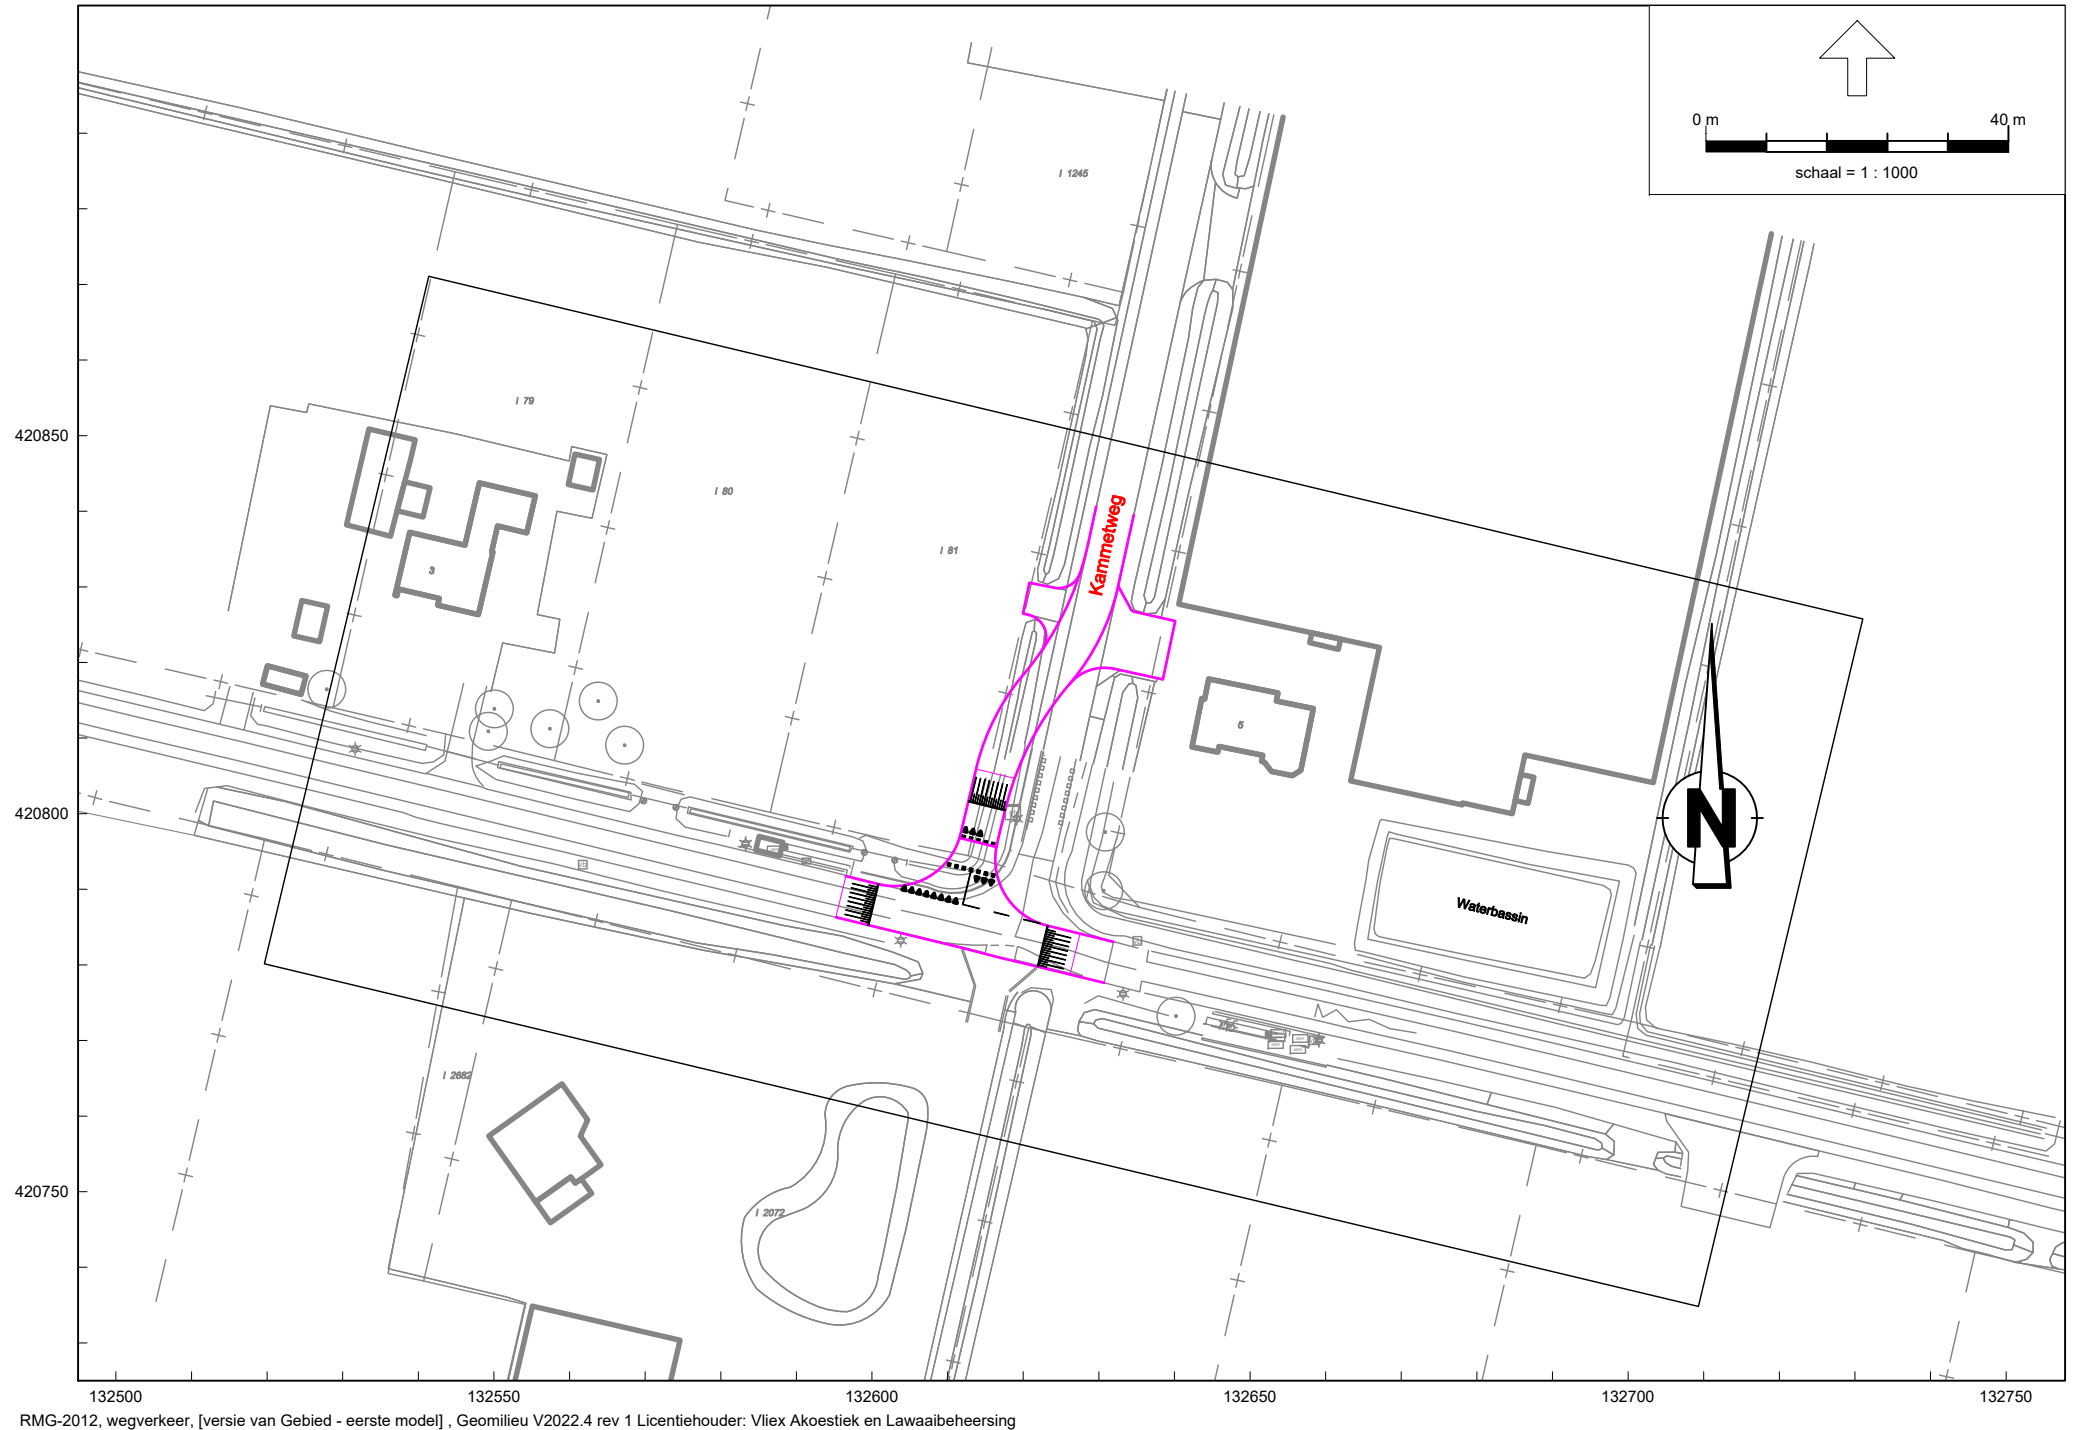 0 m 40 m
schaal = 1 : 1000
I 1245
I 79
420850
I 80
Kammetweg
I 81
3
5
420800
N
Waterbassin
I 2682
420750
I 2072
132500 132550 132600 132650 132700 132750
RMG-2012, wegverkeer, [versie van Gebied - eerste model] , Geomilieu V2022.4 rev 1 Licentiehouder: Vliex Akoestiek en Lawaaibeheersing